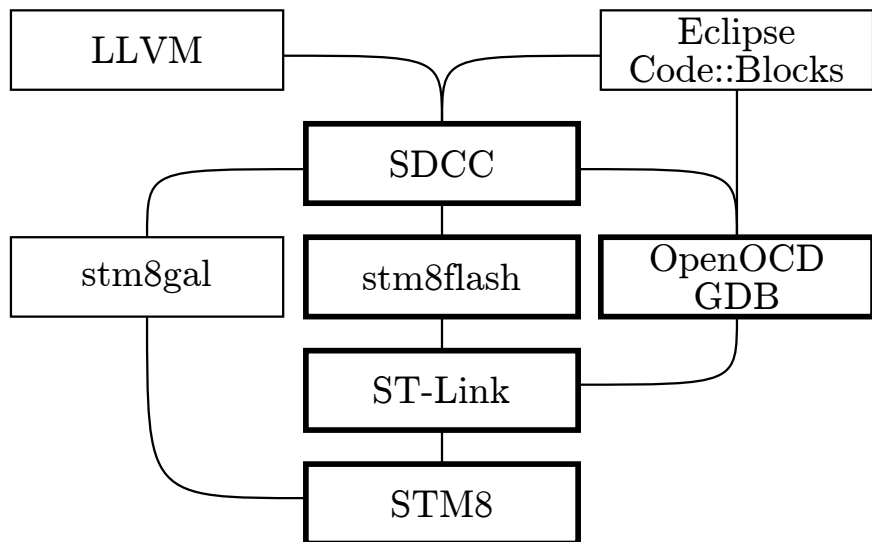 LLVM
Eclipse
Code::Blocks
SDCC
stm8gal
stm8flash
OpenOCD
GDB
ST-Link
STM8